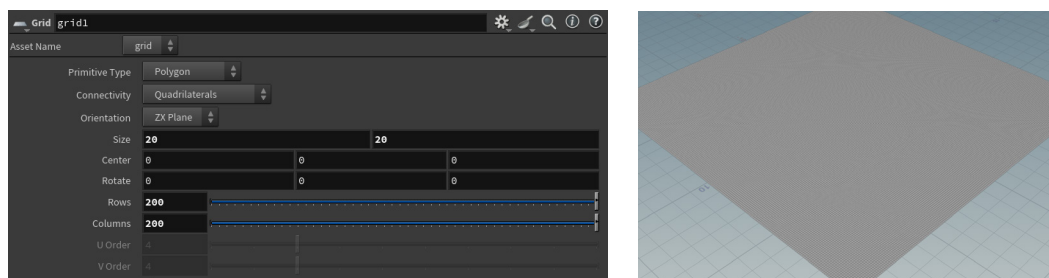 Grid grid1
Asset Name grid
Primitive Type Polygon
Connectivity Quadrilaterals
Orientation ZX Plane
Size 20 20
Center 0 0 0
Rotate 0 0 0
Rows 200
Columns 200
U Order 4
V Order 4
10